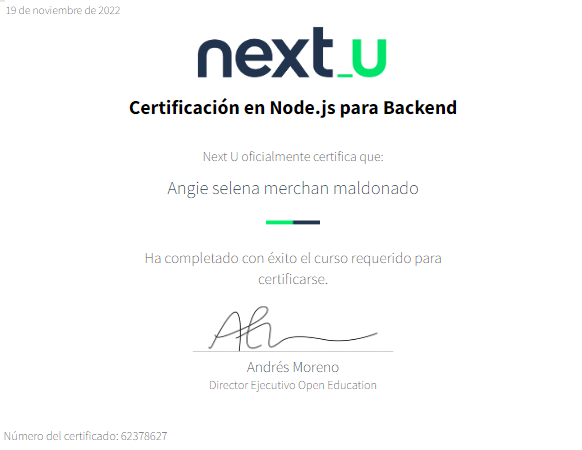 19 de noviembre de 2022
next_u
Certificación en Node.js para Backend
Next U oficialmente certifica que:
Angie selena merchan maldonado
Ha completado con éxito el curso requerido para
certificarse.
Andrés Moreno
Director Ejecutivo Open Education
Número del certificado: 62378627